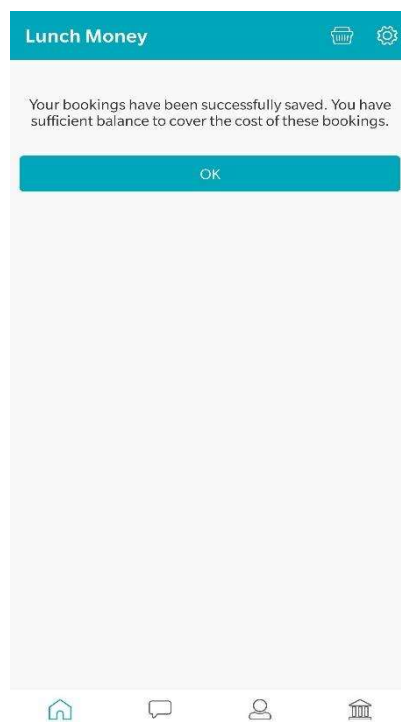 Lunch Money
Your bookings have been successfully saved. You have
sufficient balance to cover the cost of these bookings.
OK